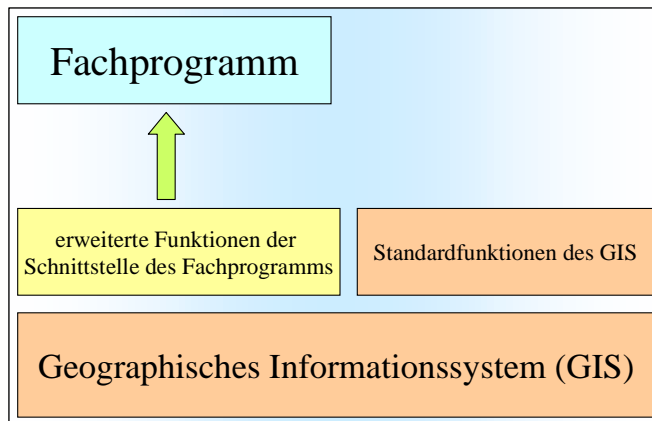 Fachprogramm
erweiterte Funktionen der
Schnittstelle des Fachprogramms
Standardfunktionen des GIS
Geographisches Informationssystem (GIS)